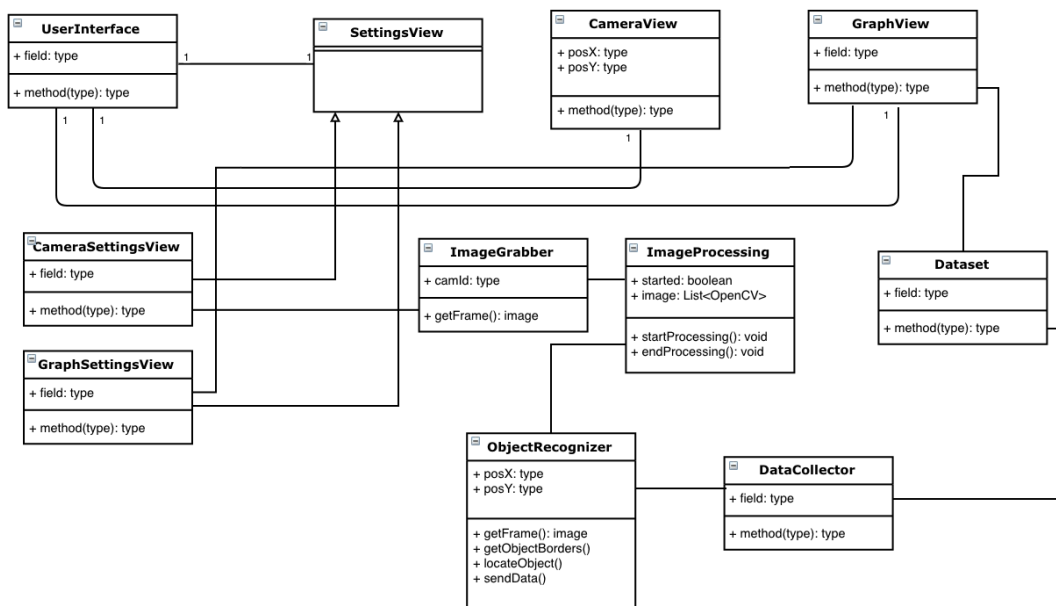 UserInterface
+ field: type
+ method(type): type
SettingsView
CameraView
+ posX: type
+ posY: type
+ method(type): type
GraphView
+ field: type
+ method(type): type
1
1
1
1
1
1
CameraSettingsView
+ field: type
+ method(type): type
ImageGrabber
+ camId: type
+ getFrame(): image
ImageProcessing
+ started: boolean
+ image: List<OpenCV>
+ startProcessing(): void
+ endProcessing(): void
Dataset
+ field: type
+ method(type): type
GraphSettingsView
+ field: type
+ method(type): type
ObjectRecognizer
+ posX: type
+ posY: type
+ getFrame(): image
+ getObjectBorders()
+ locateObject()
+ sendData()
DataCollector
+ field: type
+ method(type): type